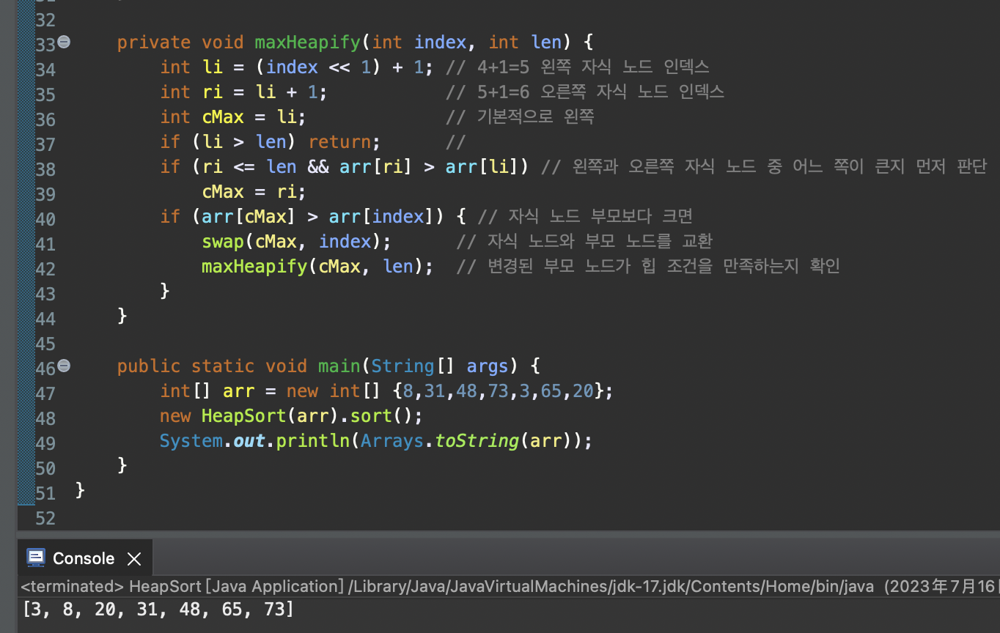 32
33 private void maxHeapify(int index, int len) {
34 int li = (index << 1) + 1; // 4+1=5 왼쪽 자식 노드 인덱스
35 int ri = li + 1; // 5+1=6 오른쪽 자식 노드 인덱스
36 int cMax = li; // 기본적으로 왼쪽
37 if (li > len) return; //
38 if (ri <= len && arr[ri] > arr[li]) // 왼쪽과 오른쪽 자식 노드 중 어느 쪽이 큰지 먼저 판단
39 cMax = ri;
40 if (arr[cMax] > arr[index]) { // 자식 노드 부모보다 크면
41 swap(cMax, index); // 자식 노드와 부모 노드를 교환
42 maxHeapify(cMax, len); // 변경된 부모 노드가 힙 조건을 만족하는지 확인
43 }
44 }
45
46 public static void main(String[] args) {
47 int[] arr = new int[] {8,31,48,73,3,65,20};
48 new HeapSort(arr).sort();
49 System.out.println(Arrays.toString(arr));
50 }
51 }
52
Console
<terminated> HeapSort [Java Application] /Library/Java/JavaVirtualMachines/jdk-17.jdk/Contents/Home/bin/java (2023年7月16
[3, 8, 20, 31, 48, 65, 73]